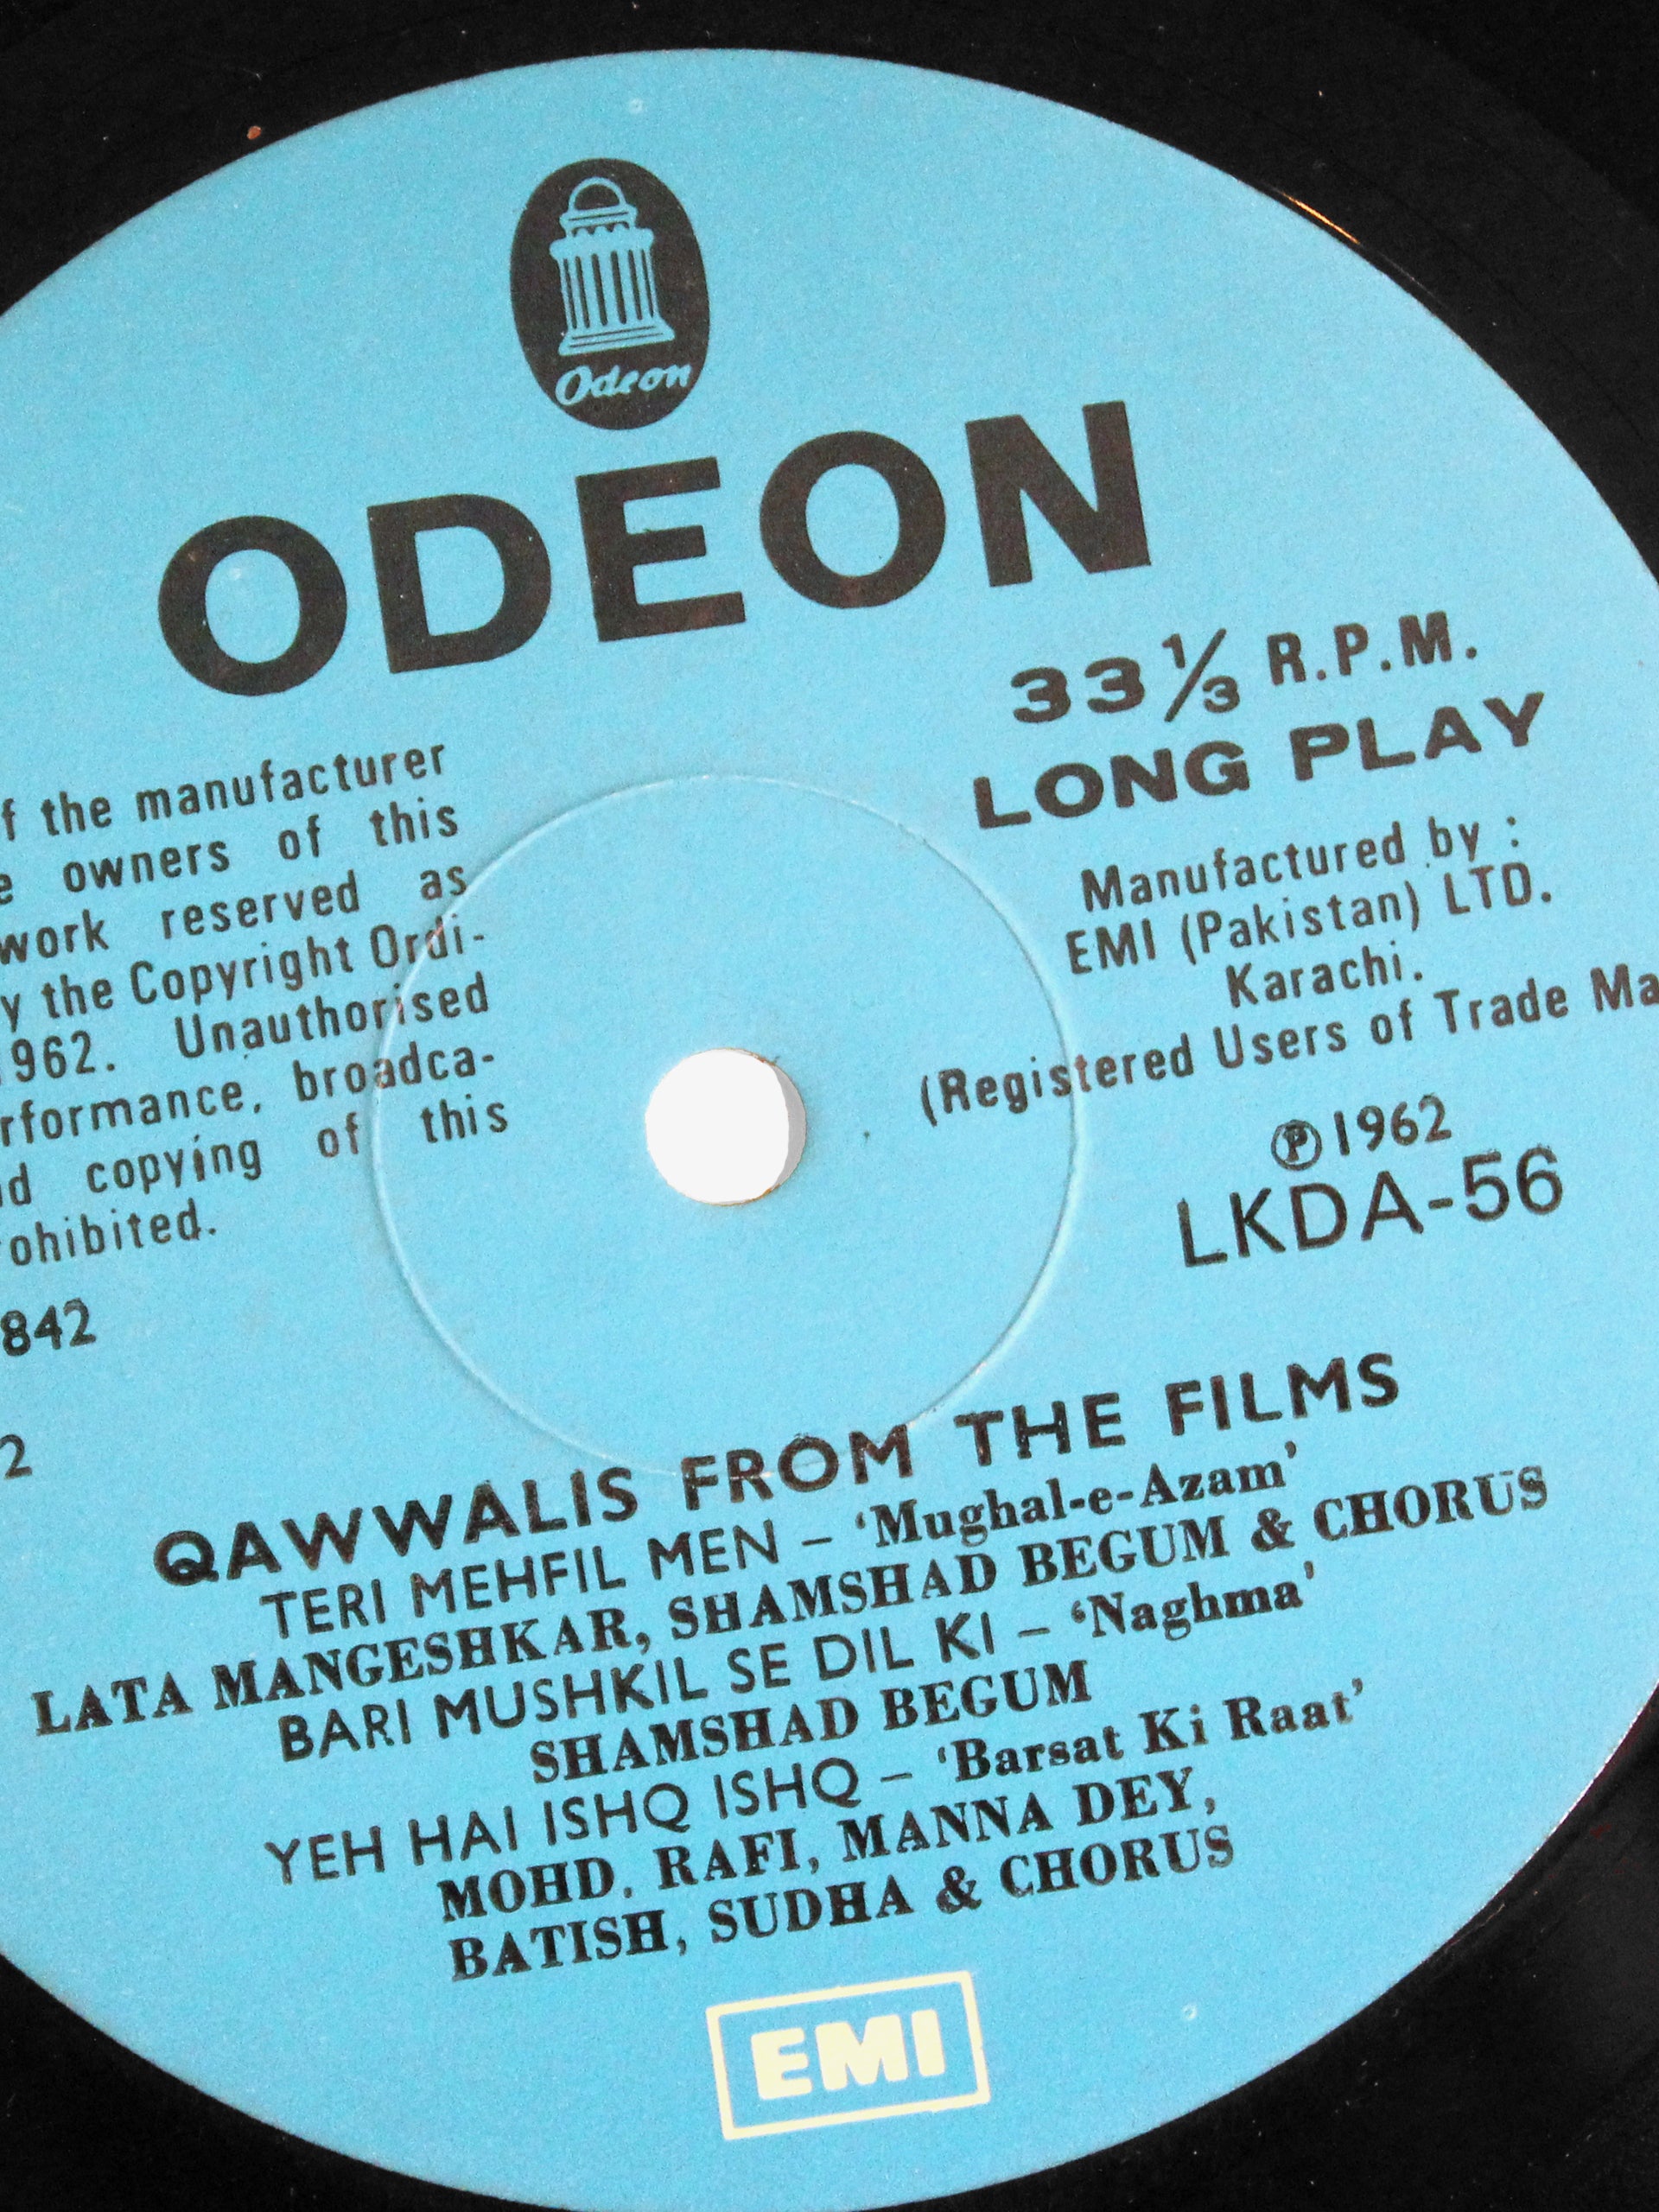 Odeon
ODEON
33⅓ R.P.M.
LONG PLAY
f the manufacturer
owners of this
work reserved as
y the Copyright Ordi-
1962. Unauthorised
rformance, broadca-
d copying of this
rohibited.
Manufactured by :
EMI (Pakistan) LTD.
Karachi.
(Registered Users of Trade Ma
Ⓟ1962
LKDA-56
842
2
QAWWALIS FROM THE FILMS
TERI MEHFIL MEN – ‘Mughal-e-Azam’
LATA MANGESHKAR, SHAMSHAD BEGUM & CHORUS
BARI MUSHKIL SE DIL KI – ‘Naghma’
SHAMSHAD BEGUM
YEH HAI ISHQ ISHQ – ‘Barsat Ki Raat’
MOHD. RAFI, MANNA DEY,
BATISH, SUDHA & CHORUS
EMI